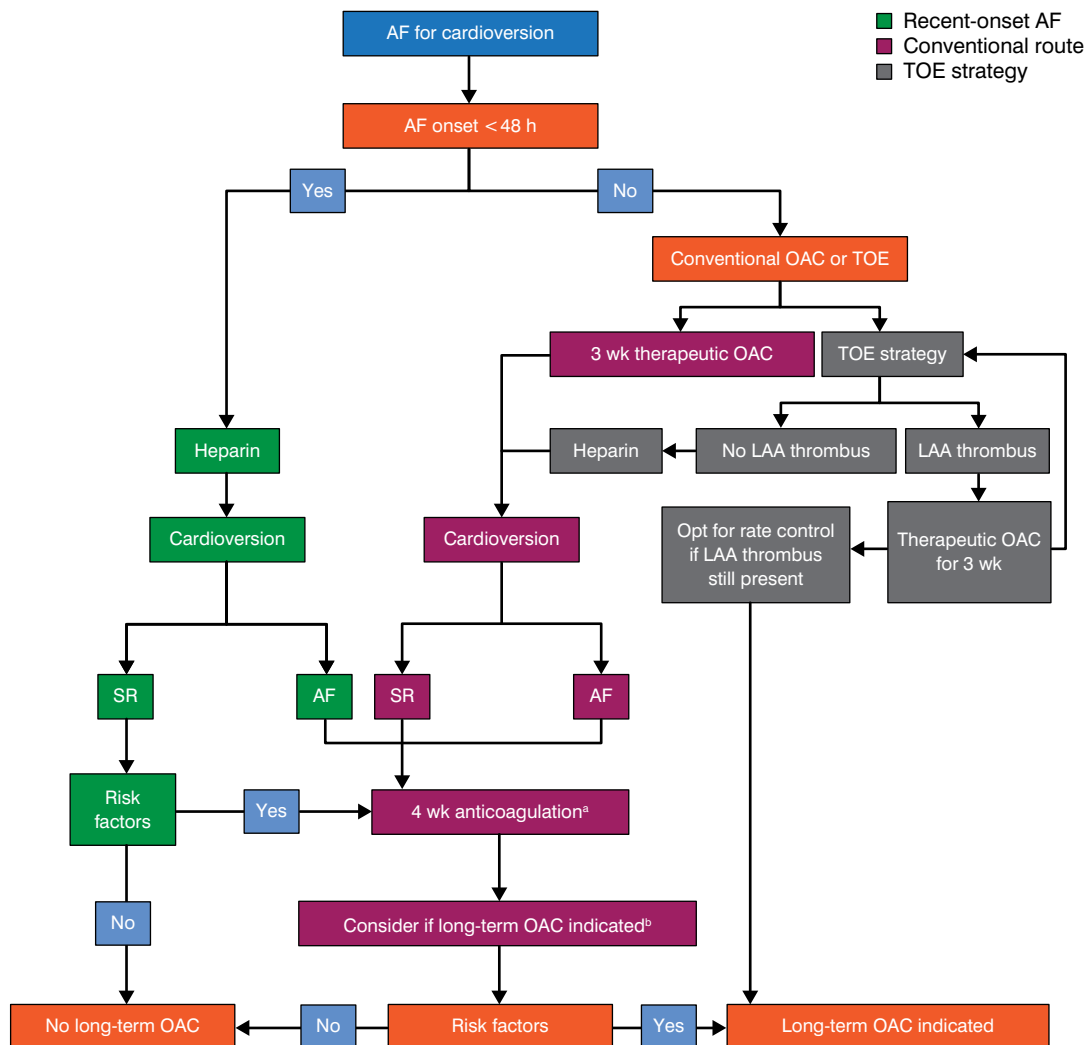 AF for cardioversion
Recent-onset AF
Conventional route
TOE strategy
AF onset < 48 h
Yes
No
Conventional OAC or TOE
3 wk therapeutic OAC
TOE strategy
Heparin
Heparin
No LAA thrombus
LAA thrombus
Cardioversion
Cardioversion
Opt for rate control
if LAA thrombus
still present
Therapeutic OAC
for 3 wk
SR
AF
SR
AF
Risk
factors
Yes
4 wk anticoagulationᵃ
No
Consider if long-term OAC indicatedᵇ
No long-term OAC
No
Risk factors
Yes
Long-term OAC indicated